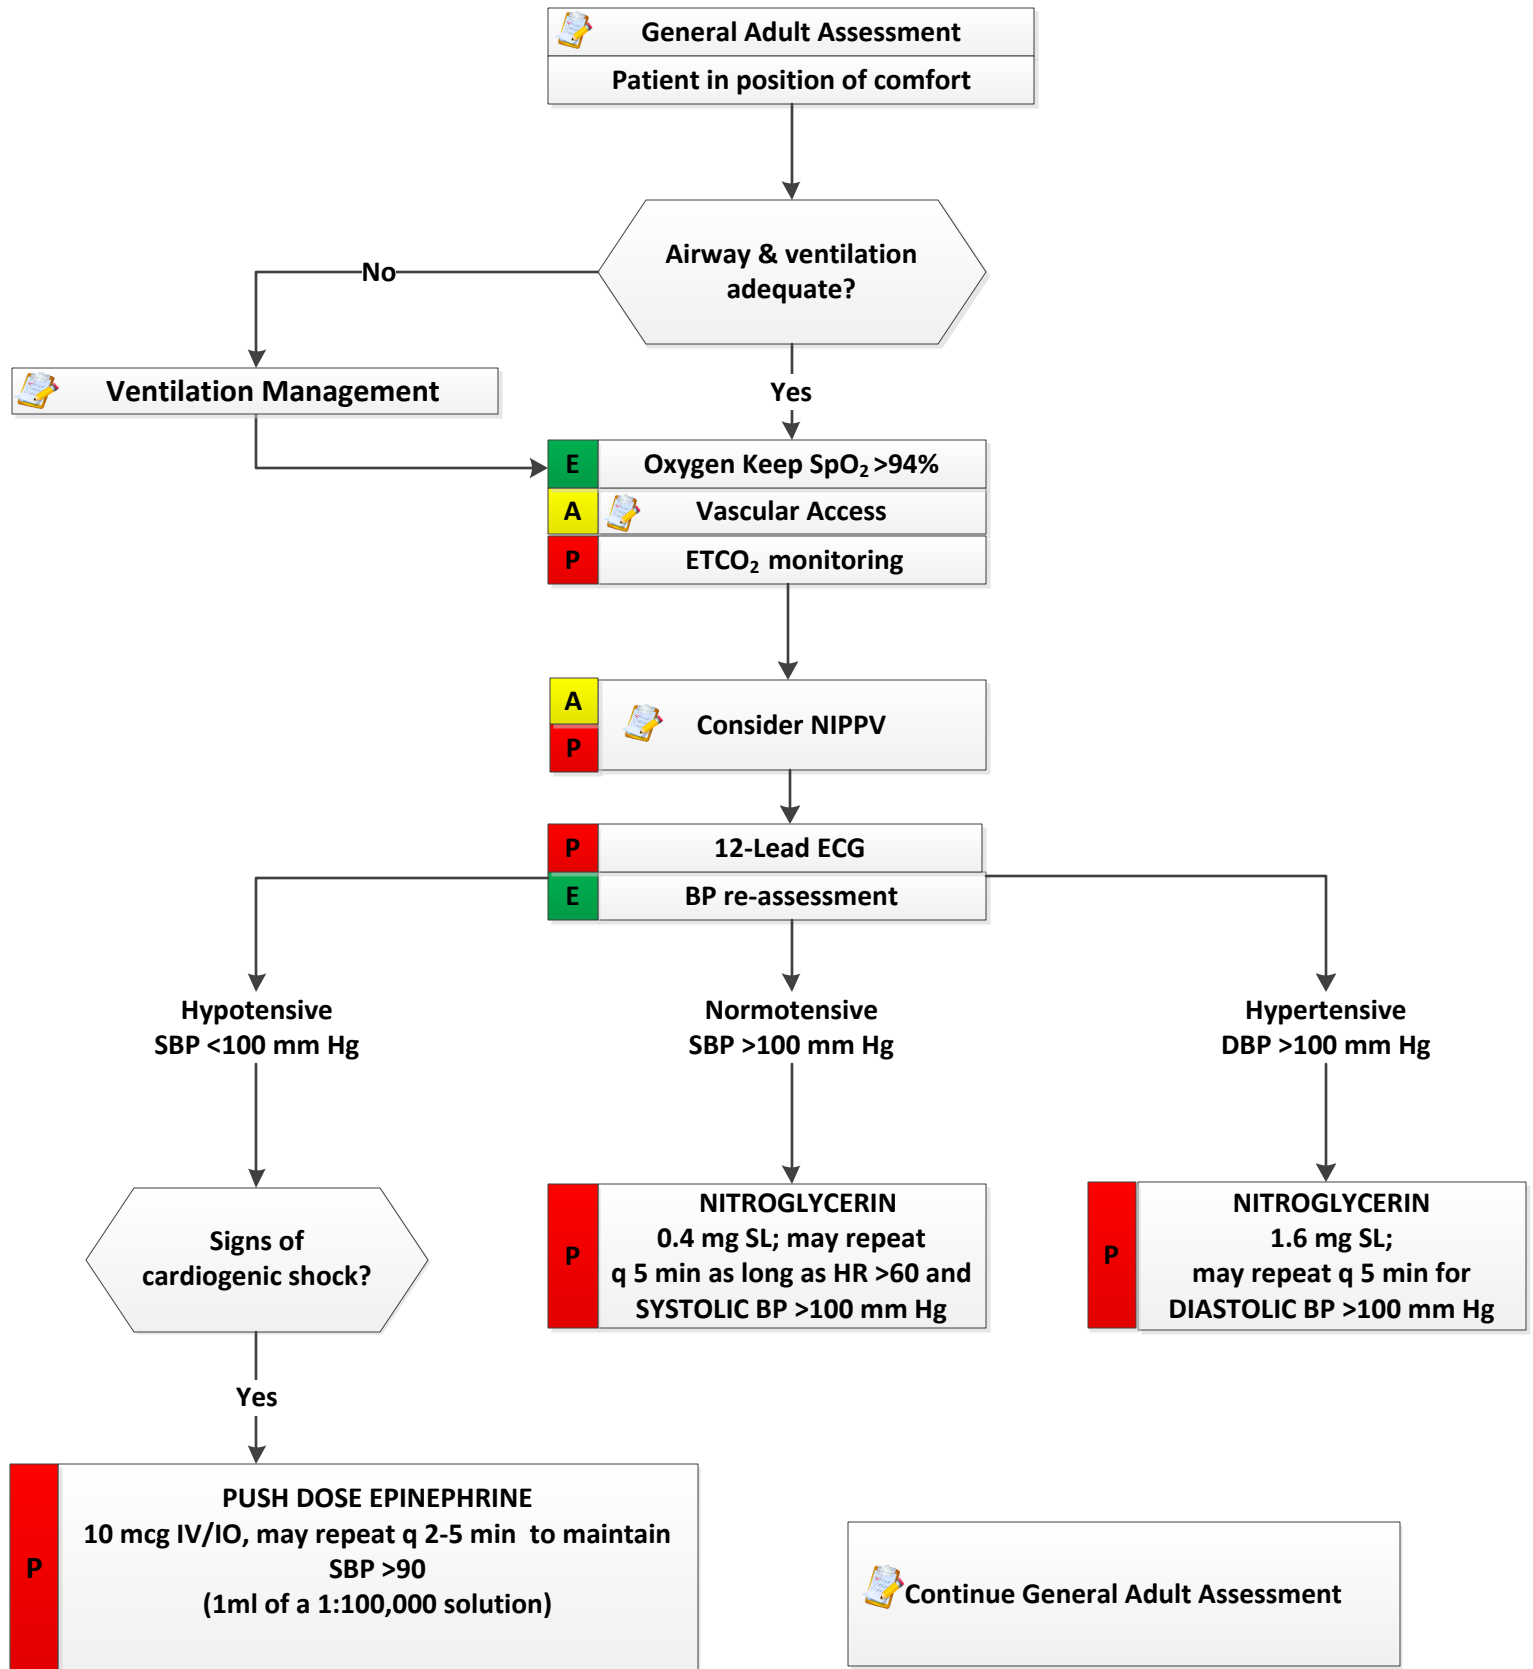 General Adult Assessment
Patient in position of comfort
Airway & ventilation
adequate?
No
Ventilation Management
Yes
E Oxygen Keep SpO₂ >94%
A Vascular Access
P ETCO₂ monitoring
A
P
Consider NIPPV
P 12-Lead ECG
E BP re-assessment
Hypotensive
SBP <100 mm Hg
Normotensive
SBP >100 mm Hg
Hypertensive
DBP >100 mm Hg
Signs of
cardiogenic shock?
P
NITROGLYCERIN
0.4 mg SL; may repeat
q 5 min as long as HR >60 and
SYSTOLIC BP >100 mm Hg
P
NITROGLYCERIN
1.6 mg SL;
may repeat q 5 min for
DIASTOLIC BP >100 mm Hg
Yes
P
PUSH DOSE EPINEPHRINE
10 mcg IV/IO, may repeat q 2-5 min to maintain
SBP >90
(1ml of a 1:100,000 solution)
Continue General Adult Assessment